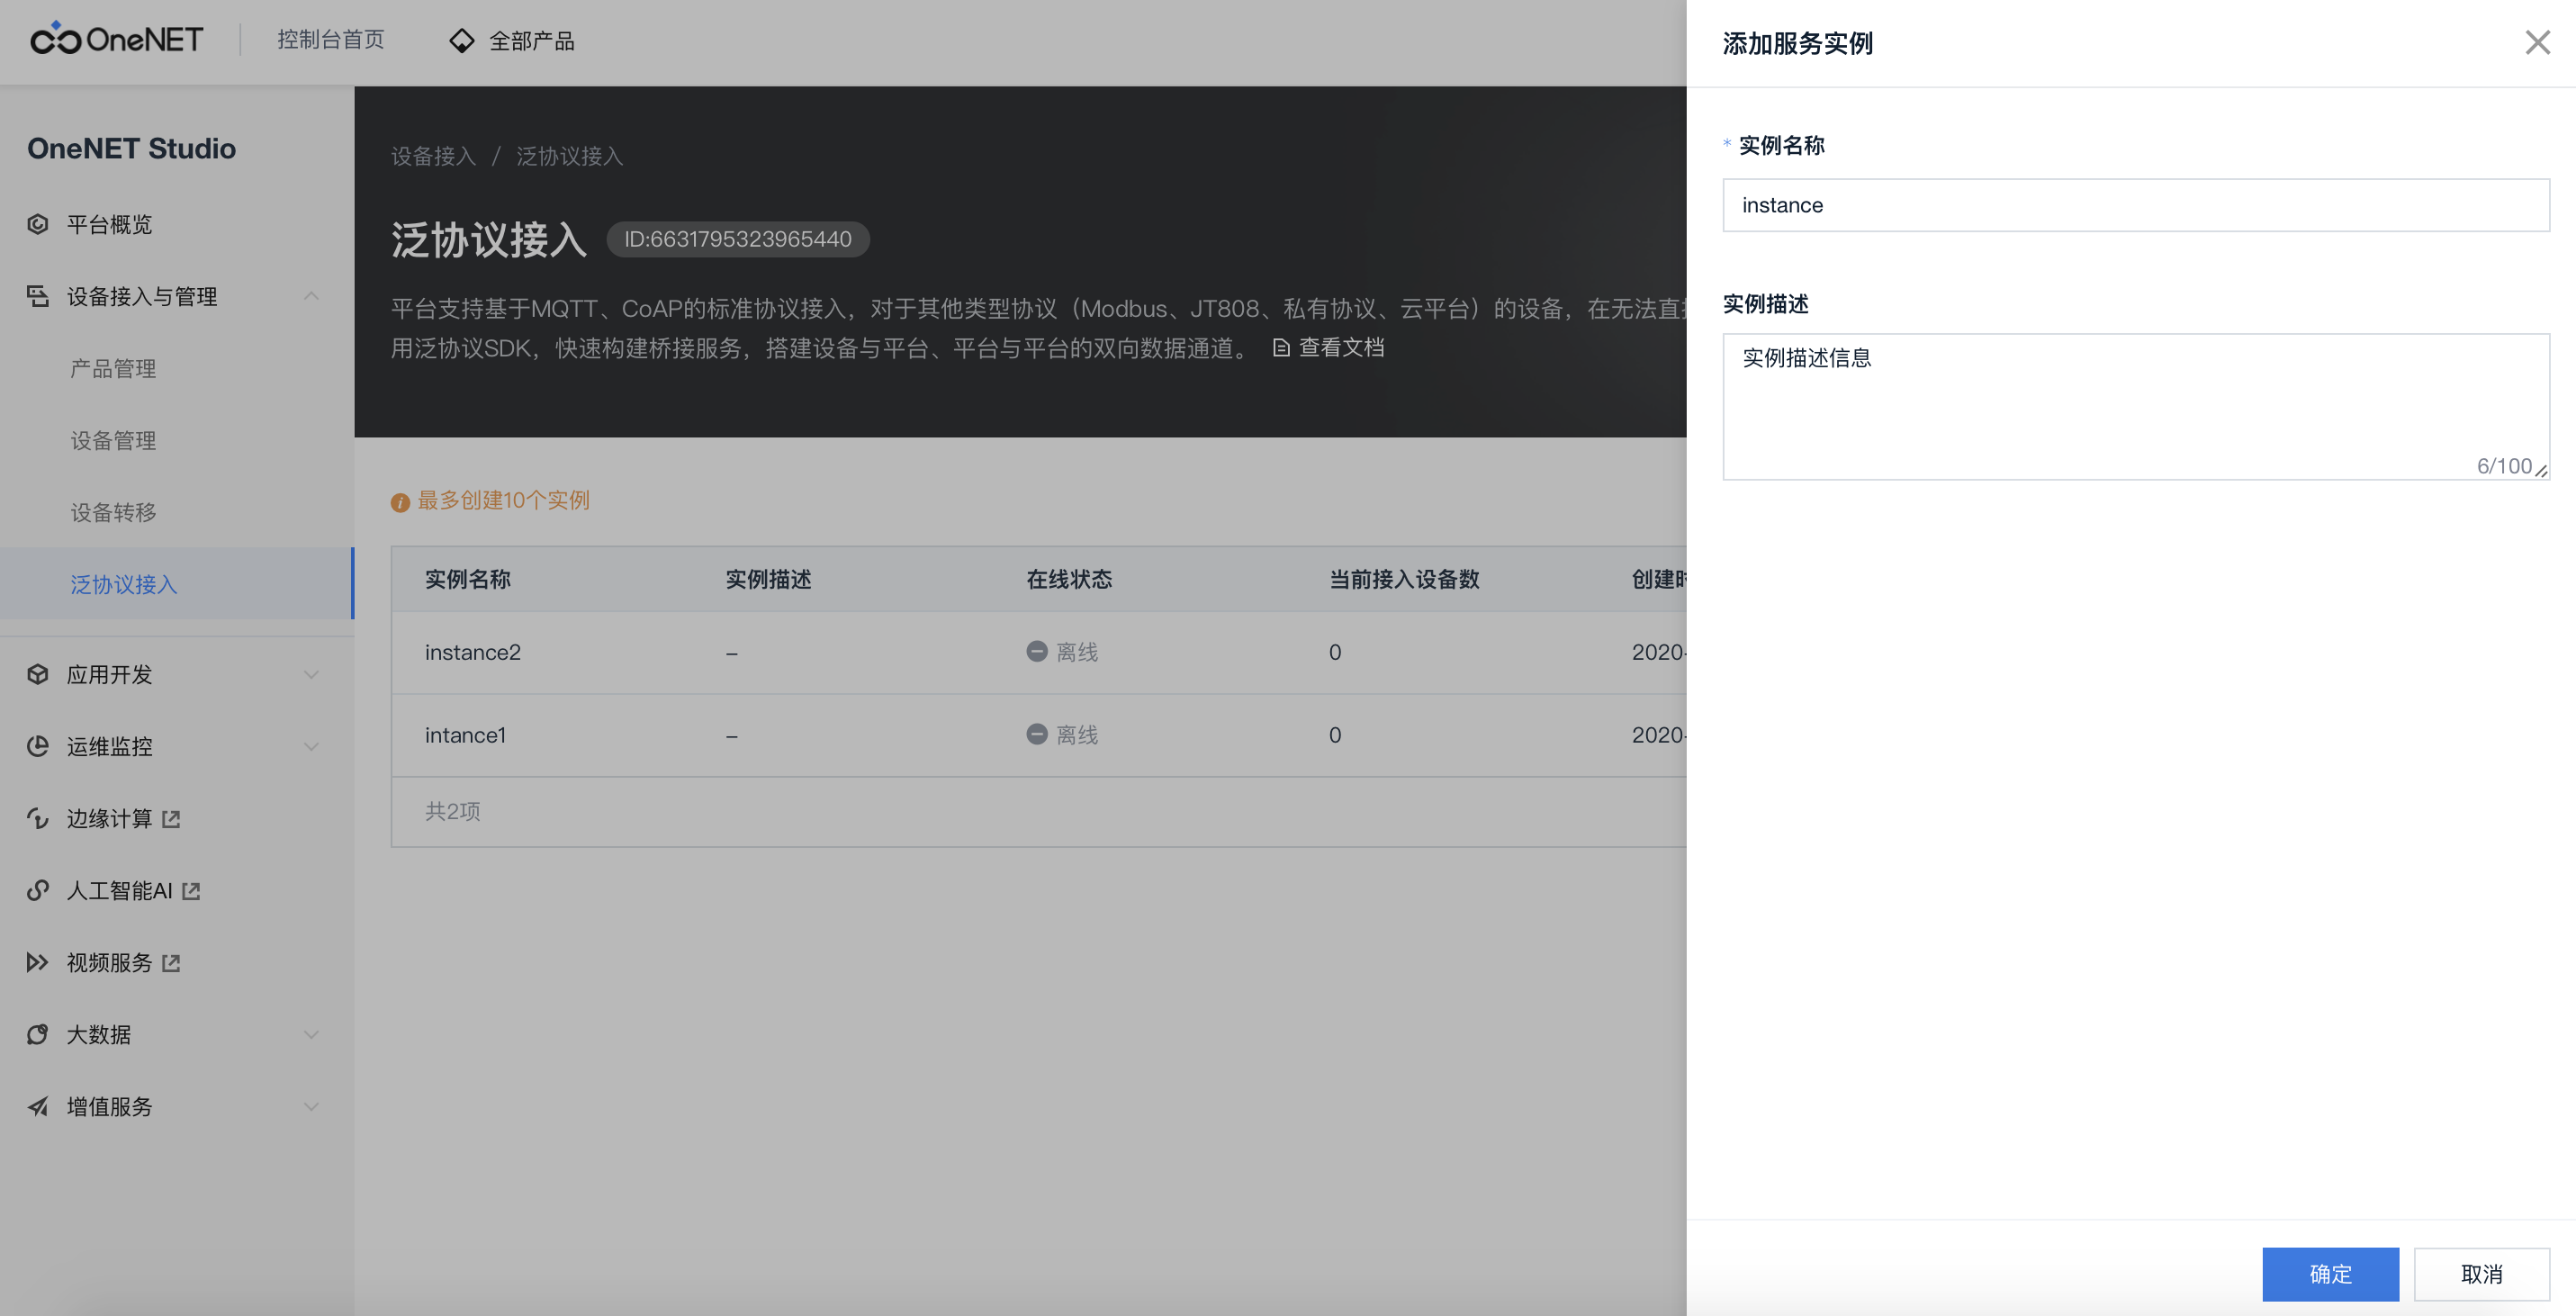 OneNET
控制台首页
全部产品
OneNET Studio
平台概览
设备接入与管理
产品管理
设备管理
设备转移
泛协议接入
应用开发
运维监控
边缘计算
人工智能AI
视频服务
大数据
增值服务
设备接入 / 泛协议接入
泛协议接入 ID:6631795323965440
平台支持基于MQTT、CoAP的标准协议接入，对于其他类型协议（Modbus、JT808、私有协议、云平台）的设备，在无法直
用泛协议SDK，快速构建桥接服务，搭建设备与平台、平台与平台的双向数据通道。 查看文档
最多创建10个实例
实例名称 实例描述 在线状态 当前接入设备数 创建时
instance2 – 离线 0 2020-
intance1 – 离线 0 2020-
共2项
添加服务实例
* 实例名称
instance
实例描述
实例描述信息
6/100
确定 取消